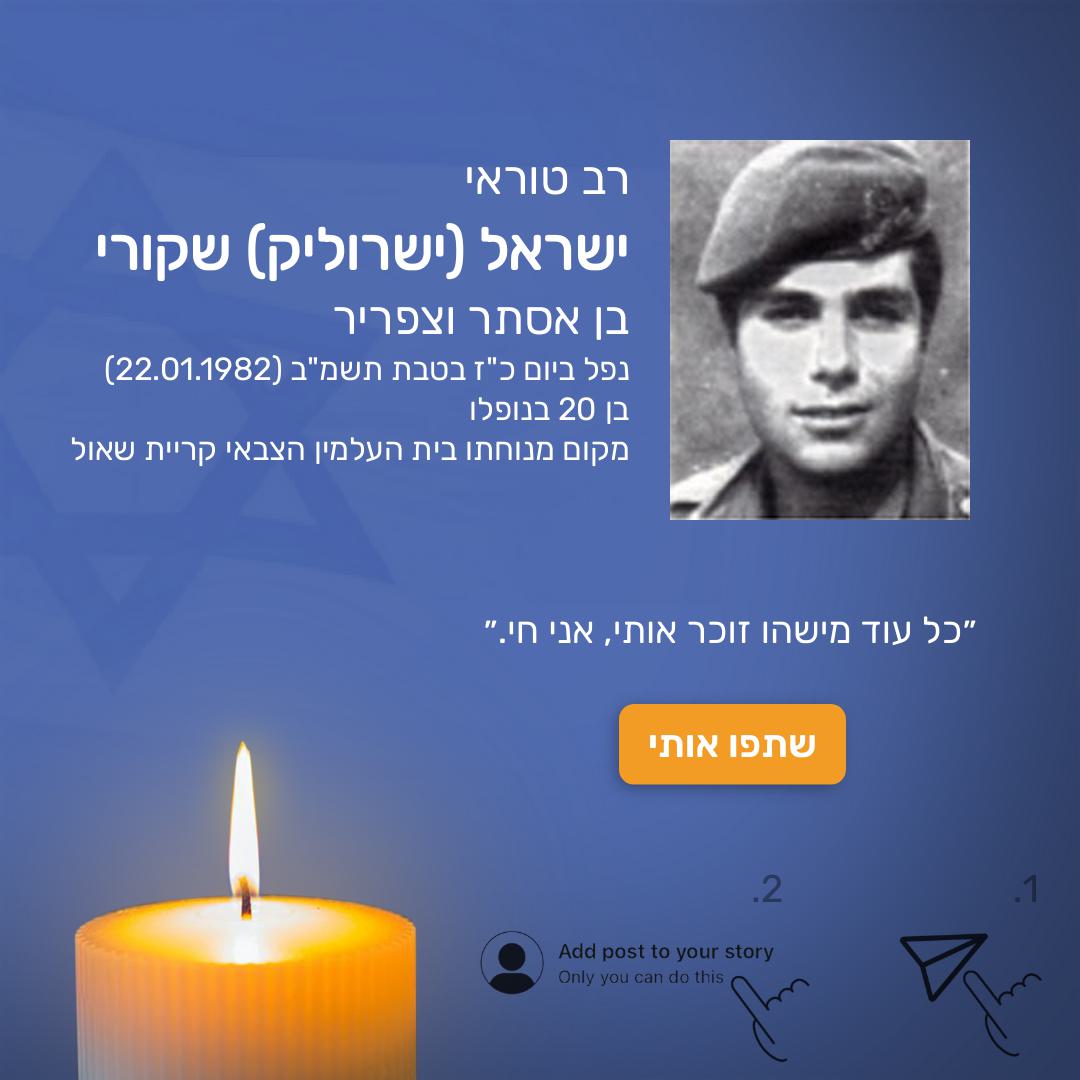 רב טוראי
ישראל (ישרוליק) שקורי
בן אסתר וצפריר
נפל ביום כ"ז בטבת תשמ"ב (22.01.1982)
בן 20 בנופלו
מקום מנוחתו בית העלמין הצבאי קריית שאול
״כל עוד מישהו זוכר אותי, אני חי.״
שתפו אותי
1.
2.
Add post to your story
Only you can do this